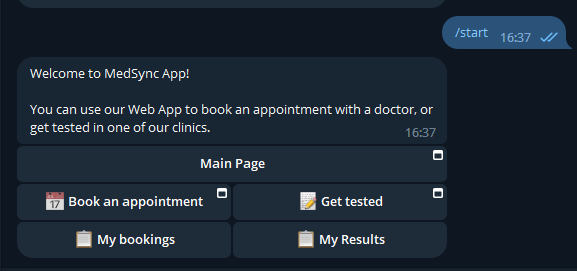 /start 16:37
Welcome to MedSync App!
You can use our Web App to book an appointment with a doctor, or
get tested in one of our clinics.
16:37
Main Page
17 Book an appointment
Get tested
My bookings
My Results